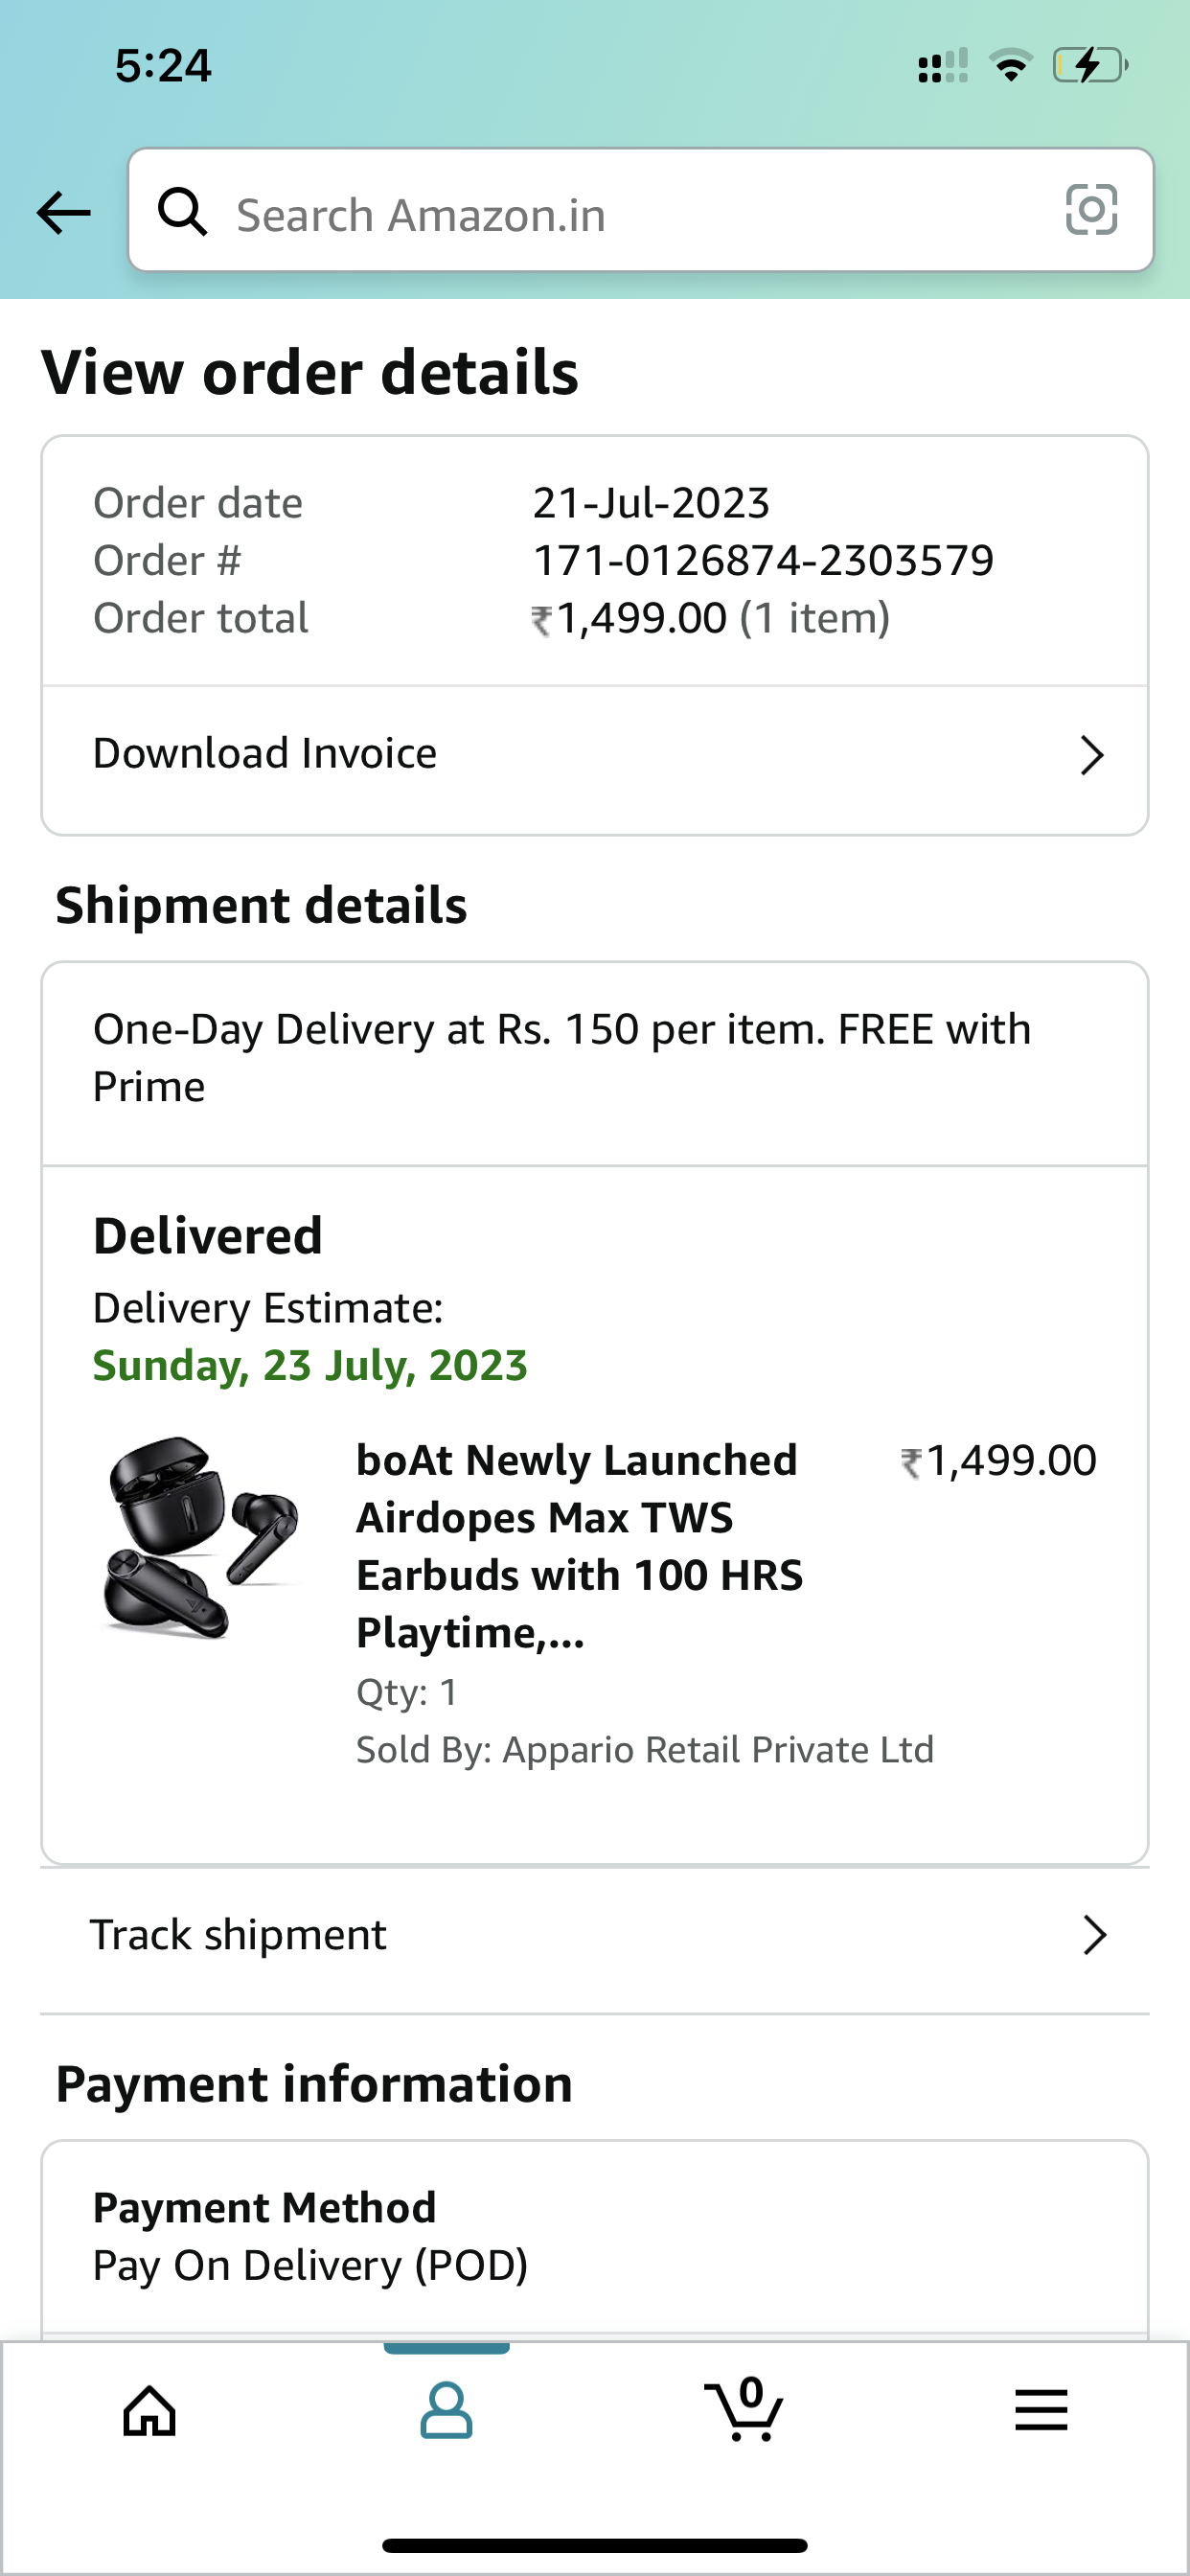 5:24
Search Amazon.in
View order details
Order date 21-Jul-2023
Order # 171-0126874-2303579
Order total ₹1,499.00 (1 item)
Download Invoice
Shipment details
One-Day Delivery at Rs. 150 per item. FREE with
Prime
Delivered
Delivery Estimate:
Sunday, 23 July, 2023
boAt Newly Launched ₹1,499.00
Airdopes Max TWS
Earbuds with 100 HRS
Playtime,...
Qty: 1
Sold By: Appario Retail Private Ltd
Track shipment
Payment information
Payment Method
Pay On Delivery (POD)
0